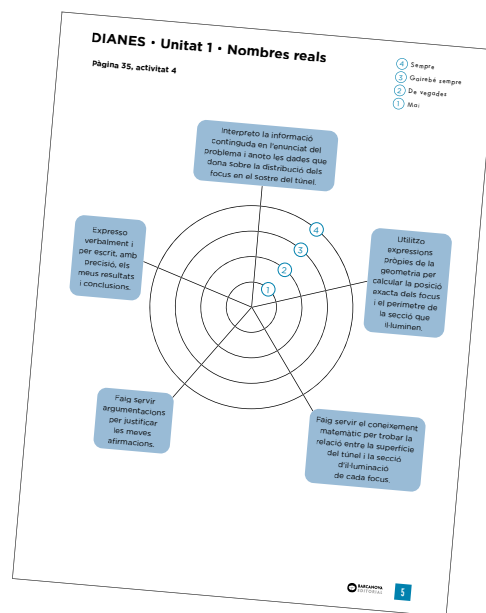 DIANES • Unitat 1 • Nombres reals
Pàgina 35, activitat 4
4 Sempre
3 Gairebé sempre
2 De vegades
1 Mai
Interpreto la informació
continguda en l'enunciat del
problema i anoto les dades que
dona sobre la distribució dels
focus en el sostre del túnel.
Expresso
verbalment i
per escrit, amb
precisió, els
meus resultats
i conclusions.
Utilitzo
expressions
pròpies de la
geometria per
calcular la posició
exacta dels focus
i el perímetre de
la secció que
il·luminen.
4
3
2
1
Faig servir
argumentacions
per justificar
les meves
afirmacions.
Faig servir el coneixement
matemàtic per trobar la
relació entre la superfície
del túnel i la secció
d'il·luminació
de cada focus.
BARCANOVA
EDITORIAL
5